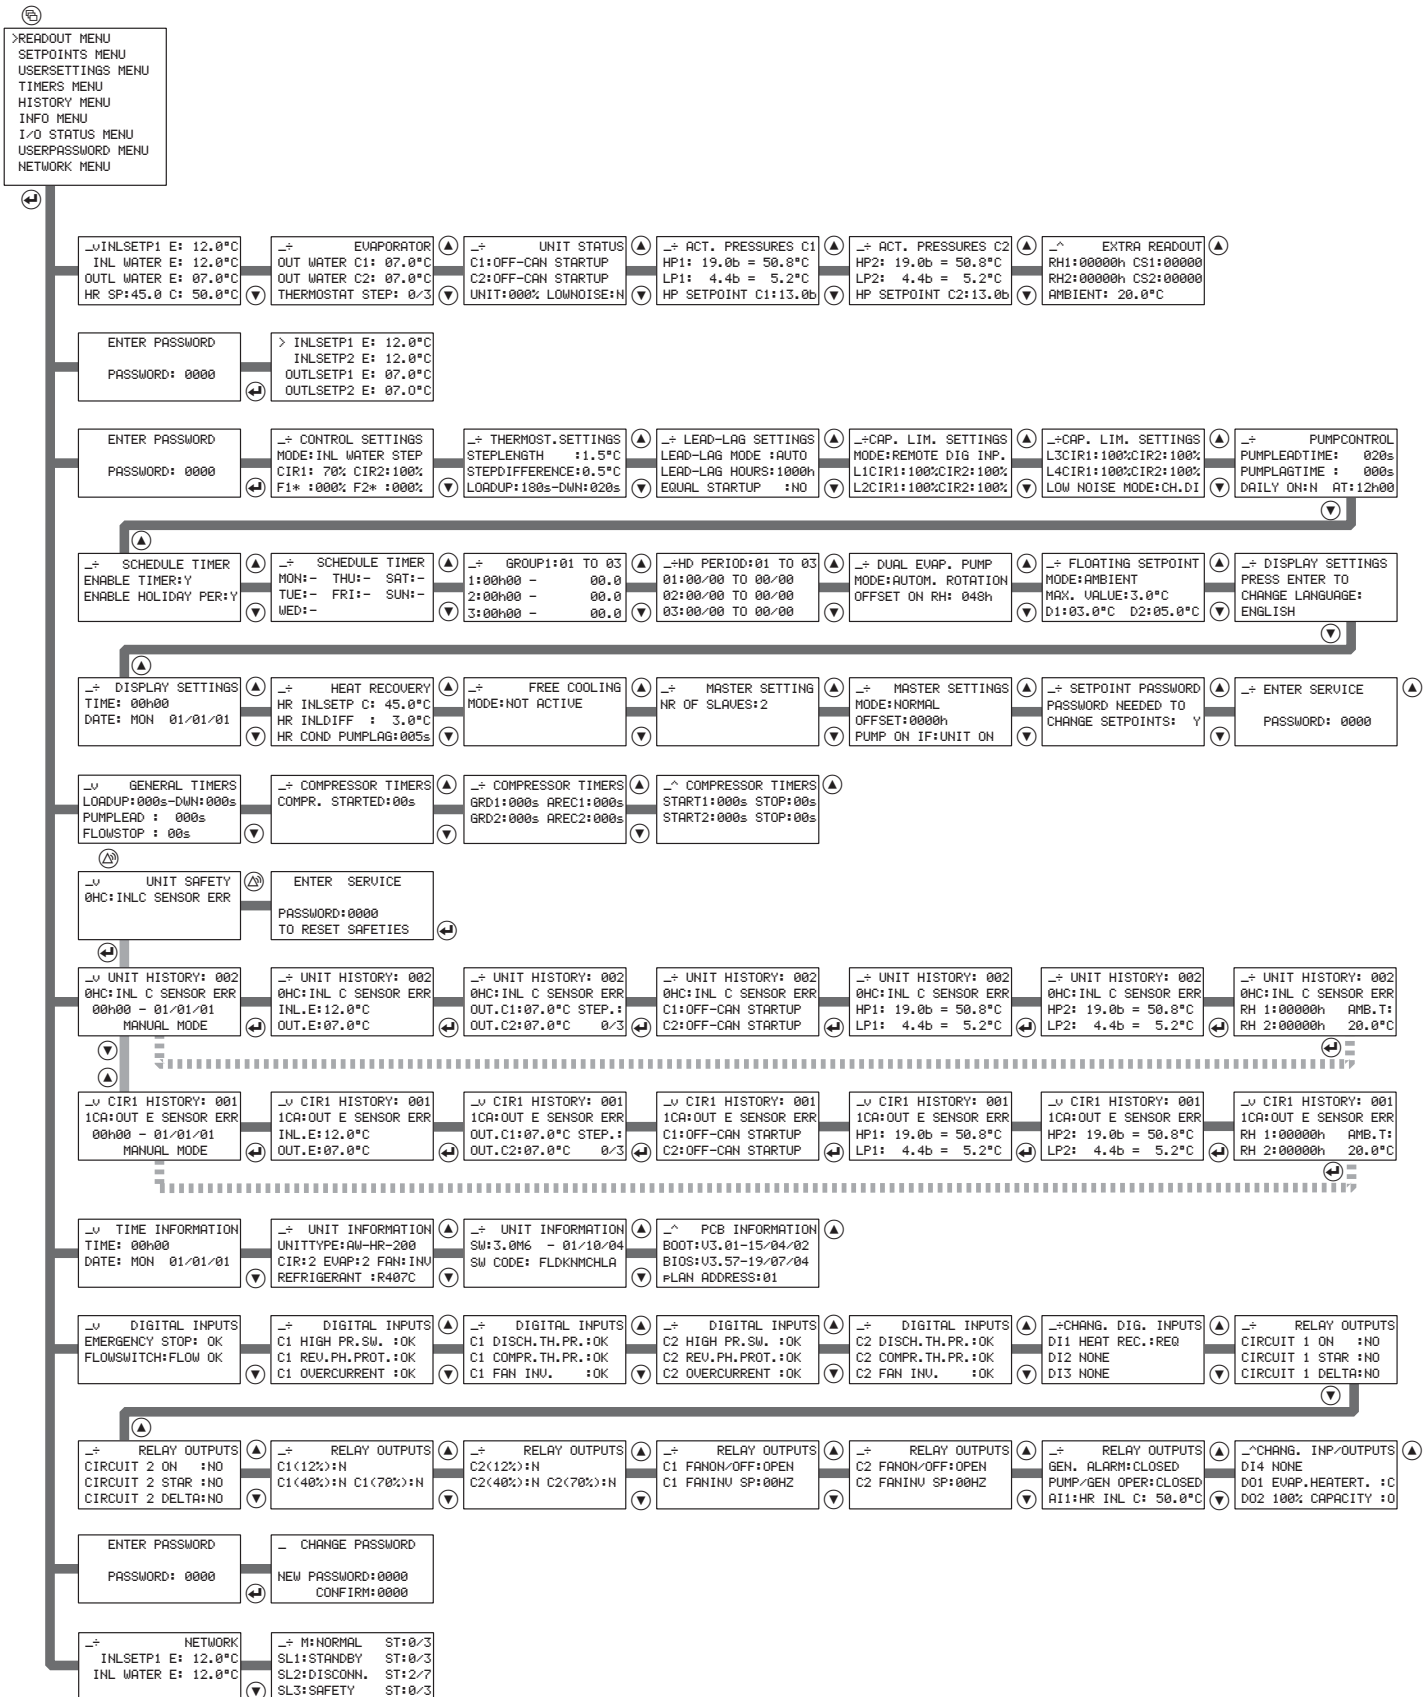 >READOUT MENU
SETPOINTS MENU
USERSETTINGS MENU
TIMERS MENU
HISTORY MENU
INFO MENU
I/O STATUS MENU
USERPASSWORD MENU
NETWORK MENU
_vINLSETP1 E: 12.0°C
INL WATER E: 12.0°C
OUTL WATER E: 07.0°C
HR SP:45.0 C: 50.0°C
_÷ EVAPORATOR
OUT WATER C1: 07.0°C
OUT WATER C2: 07.0°C
THERMOSTAT STEP: 0/3
_÷ UNIT STATUS
C1:OFF-CAN STARTUP
C2:OFF-CAN STARTUP
UNIT:000% LOWNOISE:N
_÷ ACT. PRESSURES C1
HP1: 19.0b = 50.8°C
LP1: 4.4b = 5.2°C
HP SETPOINT C1:13.0b
_÷ ACT. PRESSURES C2
HP2: 19.0b = 50.8°C
LP2: 4.4b = 5.2°C
HP SETPOINT C2:13.0b
_^ EXTRA READOUT
RH1:00000h CS1:00000
RH2:00000h CS2:00000
AMBIENT: 20.0°C
ENTER PASSWORD
PASSWORD: 0000
> INLSETP1 E: 12.0°C
INLSETP2 E: 12.0°C
OUTLSETP1 E: 07.0°C
OUTLSETP2 E: 07.0°C
ENTER PASSWORD
PASSWORD: 0000
_÷ CONTROL SETTINGS
MODE:INL WATER STEP
CIR1: 70% CIR2:100%
F1* :000% F2* :000%
_÷ THERMOST.SETTINGS
STEPLENGTH :1.5°C
STEPDIFFERENCE:0.5°C
LOADUP:180s-DWN:020s
_÷ LEAD-LAG SETTINGS
LEAD-LAG MODE :AUTO
LEAD-LAG HOURS:1000h
EQUAL STARTUP :NO
_÷CAP. LIM. SETTINGS
MODE:REMOTE DIG INP.
L1CIR1:100%CIR2:100%
L2CIR1:100%CIR2:100%
_÷CAP. LIM. SETTINGS
L3CIR1:100%CIR2:100%
L4CIR1:100%CIR2:100%
LOW NOISE MODE:CH.DI
_÷ PUMPCONTROL
PUMPLEADTIME: 020s
PUMPLAGTIME : 000s
DAILY ON:N AT:12h00
_÷ SCHEDULE TIMER
ENABLE TIMER:Y
ENABLE HOLIDAY PER:Y
_÷ SCHEDULE TIMER
MON:- THU:- SAT:-
TUE:- FRI:- SUN:-
WED:-
_÷ GROUP1:01 TO 03
1:00h00 - 00.0
2:00h00 - 00.0
3:00h00 - 00.0
_÷HD PERIOD:01 TO 03
01:00/00 TO 00/00
02:00/00 TO 00/00
03:00/00 TO 00/00
_÷ DUAL EVAP. PUMP
MODE:AUTOM. ROTATION
OFFSET ON RH: 048h
_÷ FLOATING SETPOINT
MODE:AMBIENT
MAX. VALUE:3.0°C
D1:03.0°C D2:05.0°C
_÷ DISPLAY SETTINGS
PRESS ENTER TO
CHANGE LANGUAGE:
ENGLISH
_÷ DISPLAY SETTINGS
TIME: 00h00
DATE: MON 01/01/01
_÷ HEAT RECOVERY
HR INLSETP C: 45.0°C
HR INLDIFF : 3.0°C
HR COND PUMPLAG:005s
_÷ FREE COOLING
MODE:NOT ACTIVE
_÷ MASTER SETTING
NR OF SLAVES:2
_÷ MASTER SETTINGS
MODE:NORMAL
OFFSET:0000h
PUMP ON IF:UNIT ON
_÷ SETPOINT PASSWORD
PASSWORD NEEDED TO
CHANGE SETPOINTS: Y
_÷ ENTER SERVICE
PASSWORD: 0000
_v GENERAL TIMERS
LOADUP:000s-DWN:000s
PUMPLEAD : 000s
FLOWSTOP : 00s
_÷ COMPRESSOR TIMERS
COMPR. STARTED:00s
_÷ COMPRESSOR TIMERS
GRD1:000s AREC1:000s
GRD2:000s AREC2:000s
_^ COMPRESSOR TIMERS
START1:000s STOP:00s
START2:000s STOP:00s
_v UNIT SAFETY
0HC:INLC SENSOR ERR
ENTER SERVICE
PASSWORD:0000
TO RESET SAFETIES
_v UNIT HISTORY: 002
0HC:INL C SENSOR ERR
00h00 - 01/01/01
MANUAL MODE
_÷ UNIT HISTORY: 002
0HC:INL C SENSOR ERR
INL.E:12.0°C
OUT.E:07.0°C
_÷ UNIT HISTORY: 002
0HC:INL C SENSOR ERR
OUT.C1:07.0°C STEP.:
OUT.C2:07.0°C 0/3
_÷ UNIT HISTORY: 002
0HC:INL C SENSOR ERR
C1:OFF-CAN STARTUP
C2:OFF-CAN STARTUP
_÷ UNIT HISTORY: 002
0HC:INL C SENSOR ERR
HP1: 19.0b = 50.8°C
LP1: 4.4b = 5.2°C
_÷ UNIT HISTORY: 002
0HC:INL C SENSOR ERR
HP2: 19.0b = 50.8°C
LP2: 4.4b = 5.2°C
_÷ UNIT HISTORY: 002
0HC:INL C SENSOR ERR
RH 1:00000h AMB.T:
RH 2:00000h 20.0°C
_v CIR1 HISTORY: 001
1CA:OUT E SENSOR ERR
00h00 - 01/01/01
MANUAL MODE
_v CIR1 HISTORY: 001
1CA:OUT E SENSOR ERR
INL.E:12.0°C
OUT.E:07.0°C
_v CIR1 HISTORY: 001
1CA:OUT E SENSOR ERR
OUT.C1:07.0°C STEP.:
OUT.C2:07.0°C 0/3
_v CIR1 HISTORY: 001
1CA:OUT E SENSOR ERR
C1:OFF-CAN STARTUP
C2:OFF-CAN STARTUP
_v CIR1 HISTORY: 001
1CA:OUT E SENSOR ERR
HP1: 19.0b = 50.8°C
LP1: 4.4b = 5.2°C
_v CIR1 HISTORY: 001
1CA:OUT E SENSOR ERR
HP2: 19.0b = 50.8°C
LP2: 4.4b = 5.2°C
_v CIR1 HISTORY: 001
1CA:OUT E SENSOR ERR
RH 1:00000h AMB.T:
RH 2:00000h 20.0°C
_v TIME INFORMATION
TIME: 00h00
DATE: MON 01/01/01
_÷ UNIT INFORMATION
UNITTYPE:AW-HR-200
CIR:2 EVAP:2 FAN:INV
REFRIGERANT :R407C
_÷ UNIT INFORMATION
SW:3.0M6 - 01/10/04
SW CODE: FLDKNMCHLA
_^ PCB INFORMATION
BOOT:V3.01-15/04/02
BIOS:V3.57-19/07/04
pLAN ADDRESS:01
_v DIGITAL INPUTS
EMERGENCY STOP: OK
FLOWSWITCH:FLOW OK
_÷ DIGITAL INPUTS
C1 HIGH PR.SW. :OK
C1 REV.PH.PROT.:OK
C1 OVERCURRENT :OK
_÷ DIGITAL INPUTS
C1 DISCH.TH.PR.:OK
C1 COMPR.TH.PR.:OK
C1 FAN INV. :OK
_÷ DIGITAL INPUTS
C2 HIGH PR.SW. :OK
C2 REV.PH.PROT.:OK
C2 OVERCURRENT :OK
_÷ DIGITAL INPUTS
C2 DISCH.TH.PR.:OK
C2 COMPR.TH.PR.:OK
C2 FAN INV. :OK
_÷CHANG. DIG. INPUTS
DI1 HEAT REC.:REQ
DI2 NONE
DI3 NONE
_÷ RELAY OUTPUTS
CIRCUIT 1 ON :NO
CIRCUIT 1 STAR :NO
CIRCUIT 1 DELTA:NO
_÷ RELAY OUTPUTS
CIRCUIT 2 ON :NO
CIRCUIT 2 STAR :NO
CIRCUIT 2 DELTA:NO
_÷ RELAY OUTPUTS
C1(12%):N
C1(40%):N C1(70%):N
_÷ RELAY OUTPUTS
C2(12%):N
C2(40%):N C2(70%):N
_÷ RELAY OUTPUTS
C1 FANON/OFF:OPEN
C1 FANINV SP:00HZ
_÷ RELAY OUTPUTS
C2 FANON/OFF:OPEN
C2 FANINV SP:00HZ
_÷ RELAY OUTPUTS
GEN. ALARM:CLOSED
PUMP/GEN OPER:CLOSED
AI1:HR INL C: 50.0°C
_^CHANG. INP/OUTPUTS
DI4 NONE
DO1 EVAP.HEATERT. :C
DO2 100% CAPACITY :O
ENTER PASSWORD
PASSWORD: 0000
_ CHANGE PASSWORD
NEW PASSWORD:0000
CONFIRM:0000
_÷ NETWORK
INLSETP1 E: 12.0°C
INL WATER E: 12.0°C
_÷ M:NORMAL ST:0/3
SL1:STANDBY ST:0/3
SL2:DISCONN. ST:2/7
SL3:SAFETY ST:0/3